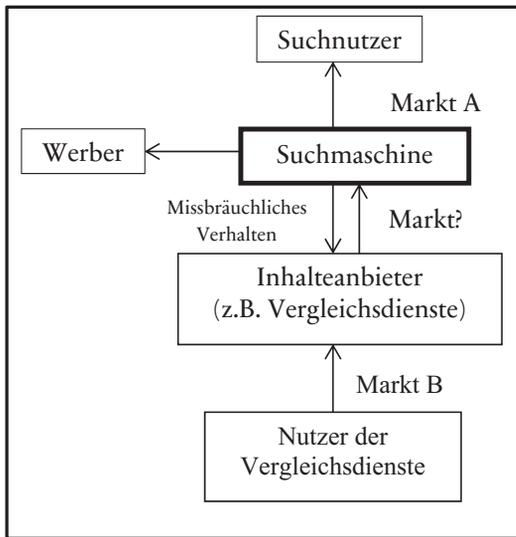 Suchnutzer
Markt A
Werber
Suchmaschine
Missbräuchliches
Verhalten
Markt?
Inhalteanbieter
(z.B. Vergleichsdienste)
Markt B
Nutzer der
Vergleichsdienste